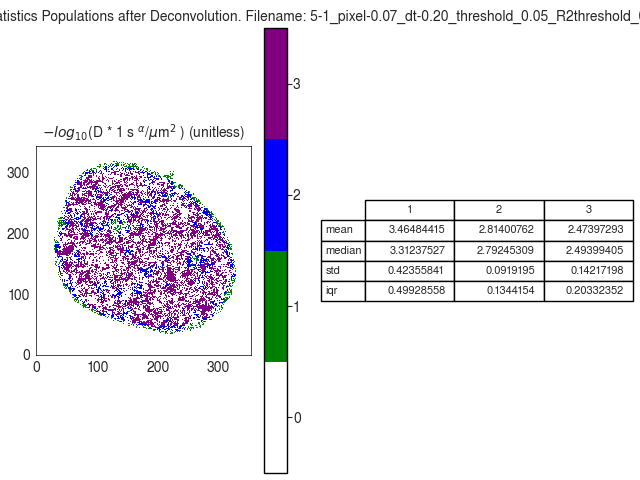 atistics Populations after Deconvolution. Filename: 5-1_pixel-0.07_dt-0.20_threshold_0.05_R2threshold_
−log10(D * 1 s α/μm2 ) (unitless)
300
200
100
0
0 100 200 300
3
2
1
0
1 2 3
mean 3.46484415 2.81400762 2.47397293
median 3.31237527 2.79245309 2.49399405
std 0.42355841 0.0919195 0.14217198
iqr 0.49928558 0.1344154 0.20332352